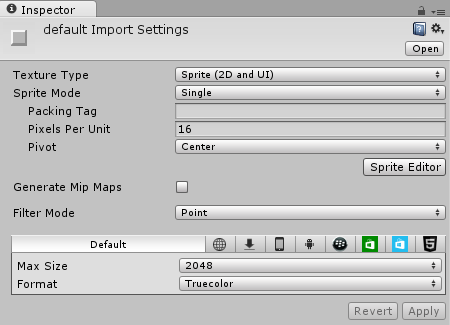 Inspector
default Import Settings
Open
Texture Type Sprite (2D and UI)
Sprite Mode Single
Packing Tag
Pixels Per Unit 16
Pivot Center
Sprite Editor
Generate Mip Maps
Filter Mode Point
Default
Max Size 2048
Format Truecolor
Revert Apply